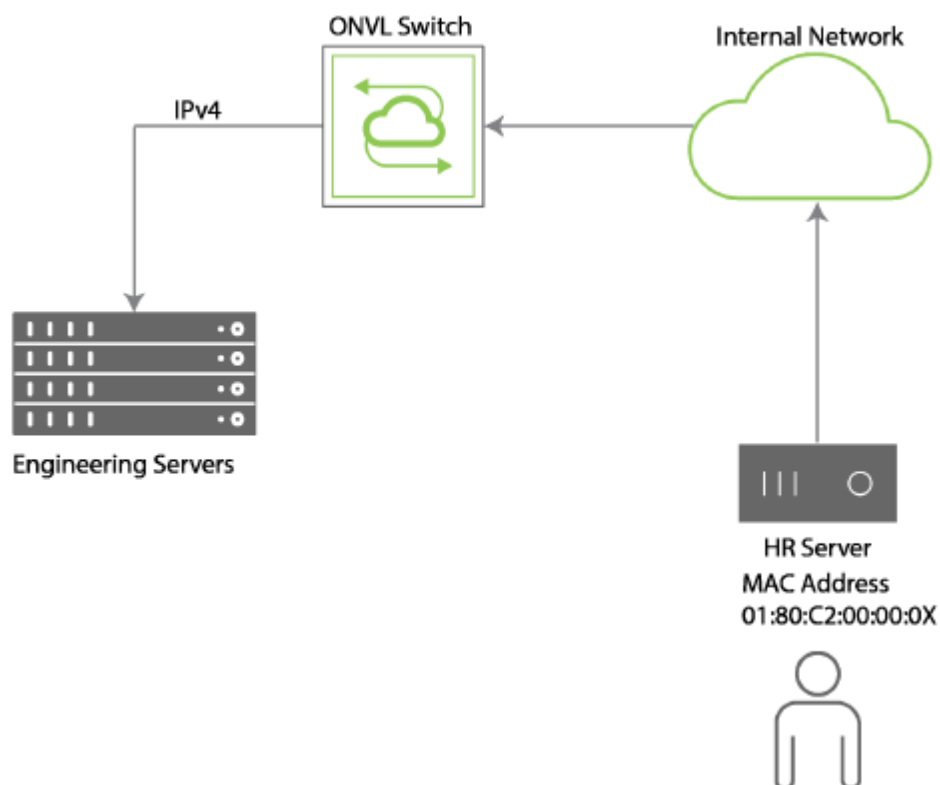 ONVL Switch
Internal Network
IPv4
Engineering Servers
HR Server
MAC Address
01:80:C2:00:00:0X